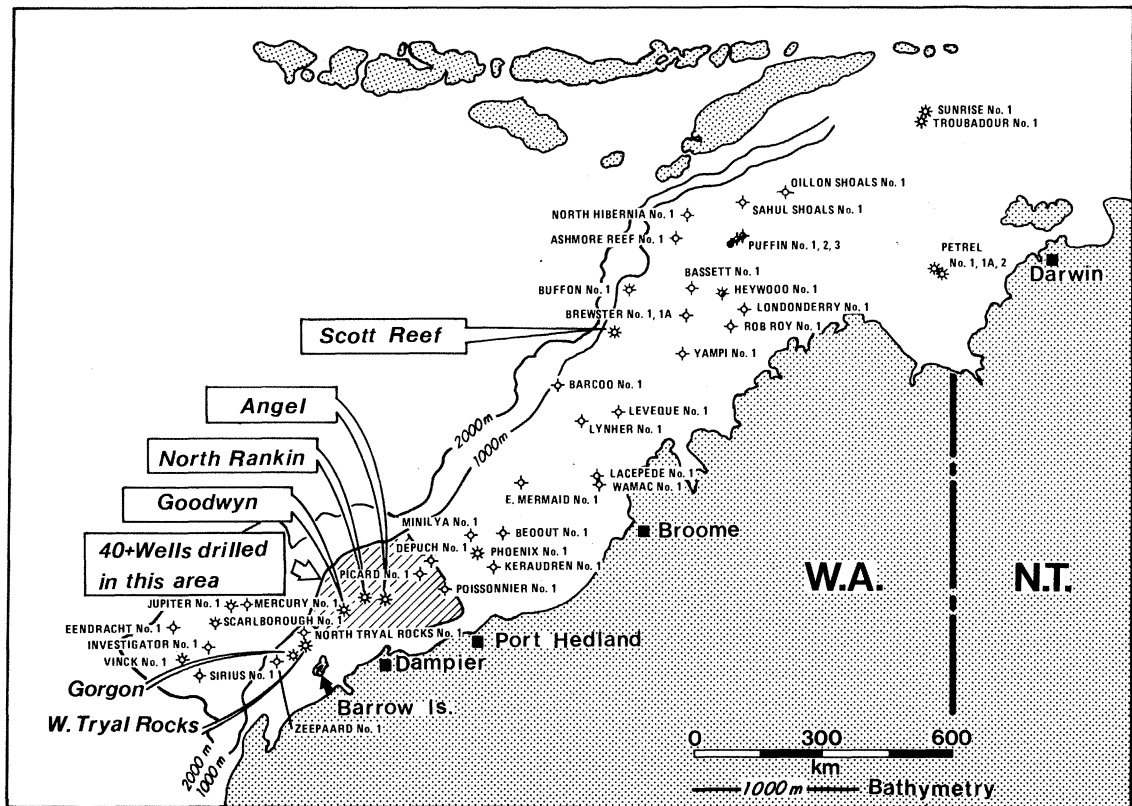 SUNRISE No. 1
TROUBADOUR No. 1
OILLON SHOALS No. 1
SAHUL SHOALS No. 1
NORTH HIBERNIA No. 1
ASHMORE REEF No. 1
PUFFIN No. 1, 2, 3
PETREL
No. 1, 1A, 2
Darwin
BASSETT No. 1
BUFFON No. 1
HEYWOOO No. 1
LONDONDERRY No. 1
BREWSTER No. 1, 1A
ROB ROY No. 1
Scott Reef
YAMPI No. 1
BARCOO No. 1
Angel
LEVEQUE No. 1
LYNHER No. 1
2000 m
1000 m
North Rankin
LACEPEDE No. 1
WAMAC No. 1
E. MERMAID No. 1
Goodwyn
MINILYA No. 1
BEOOUT No. 1
Broome
40+Wells drilled
in this area
DEPUCH No. 1
PHOENIX No. 1
KERAUDREN No. 1
PICARD No. 1
POISSONNIER No. 1
W.A.
N.T.
JUPITER No. 1
MERCURY No. 1
SCARLBOROUGH No. 1
EENDRACHT No. 1
NORTH TRYAL ROCKS No. 1
INVESTIGATOR No. 1
VINCK No. 1
Port Hedland
Dampier
SIRIUS No. 1
Gorgon
Barrow Is.
W. Tryal Rocks
ZEEPAARD No. 1
2000 m
1000 m
0 300 600
km
1000 m Bathymetry